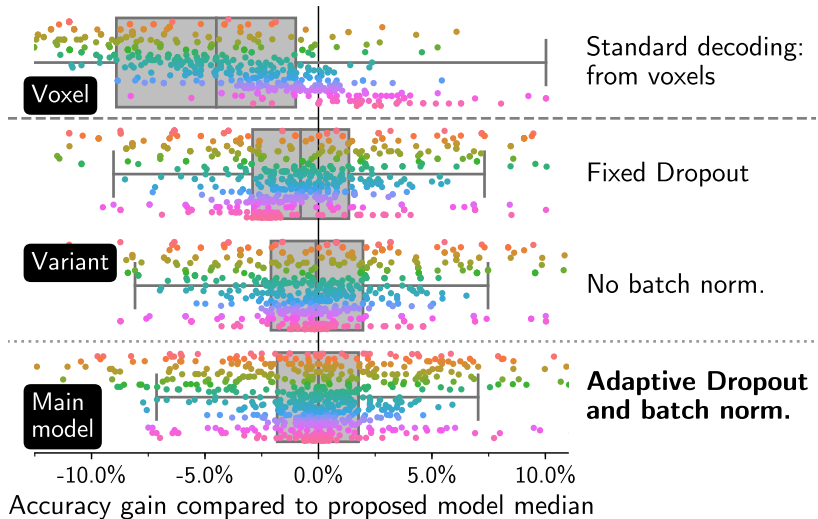 Standard decoding:
from voxels
Voxel
Fixed Dropout
Variant
No batch norm.
Adaptive Dropout
and batch norm.
Main
model
-10.0% -5.0% 0.0% 5.0% 10.0%
Accuracy gain compared to proposed model median